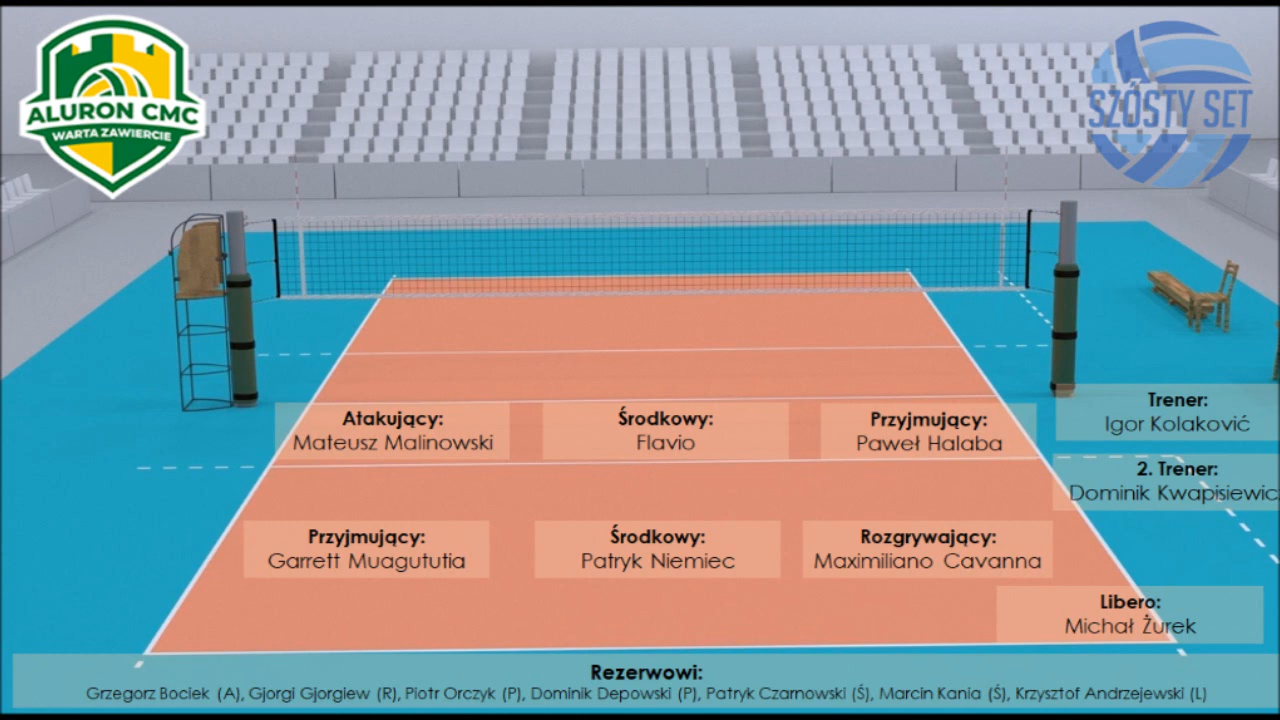 ALURON CMC
WARTA ZAWIERCIE
SZÓSTY SET
Atakujący:
Mateusz Malinowski
Środkowy:
Flavio
Przyjmujący:
Paweł Halaba
Trener:
Igor Kolaković
2. Trener:
Dominik Kwapisiewic
Przyjmujący:
Garrett Muagututia
Środkowy:
Patryk Niemiec
Rozgrywający:
Maximiliano Cavanna
Libero:
Michał Żurek
Rezerwowi:
Grzegorz Bociek (A), Gjorgi Gjorgiew (R), Piotr Orczyk (P), Dominik Depowski (P), Patryk Czarnowski (Ś), Marcin Kania (Ś), Krzysztof Andrzejewski (L)